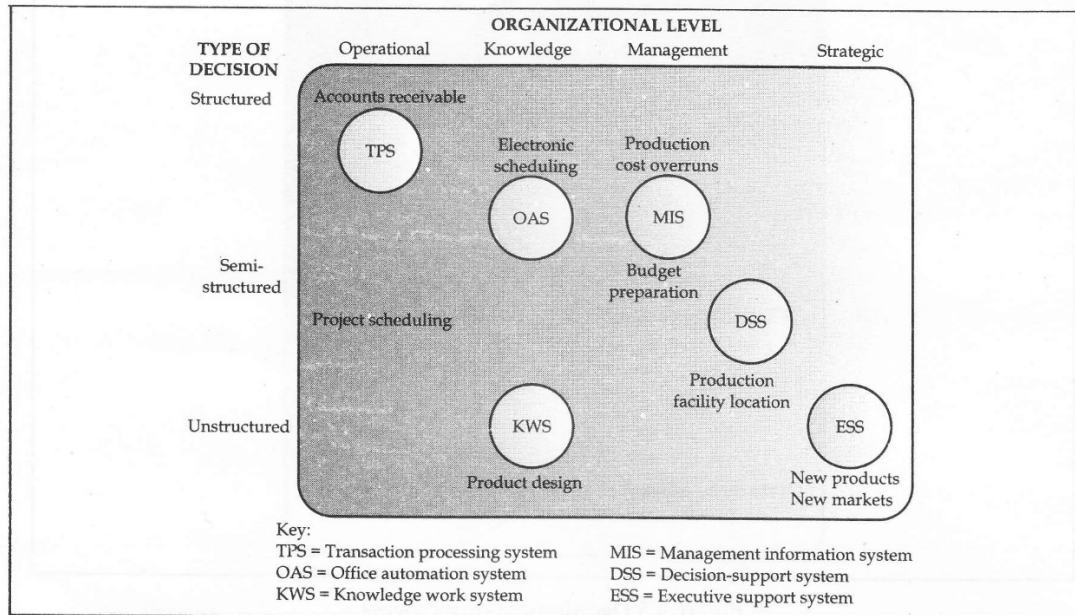 ORGANIZATIONAL LEVEL
TYPE OF
DECISION
Operational Knowledge Management Strategic
Structured
Accounts receivable
TPS
Electronic
scheduling
OAS
Production
cost overruns
MIS
Budget
preparation
Semi-
structured
Project scheduling
DSS
Production
facility location
Unstructured
KWS
Product design
ESS
New products
New markets
Key:
TPS = Transaction processing system
OAS = Office automation system
KWS = Knowledge work system
MIS = Management information system
DSS = Decision-support system
ESS = Executive support system